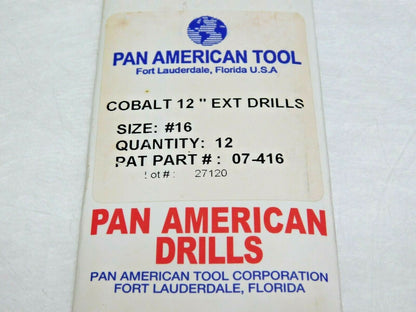 PAN AMERICAN TOOL
Fort Lauderdale, Florida U.S.A
COBALT 12 " EXT DRILLS
SIZE: #16
QUANTITY: 12
PAT PART # : 07-416
Lot # : 27120
PAN AMERICAN
DRILLS
PAN AMERICAN TOOL CORPORATION
FORT LAUDERDALE, FLORIDA